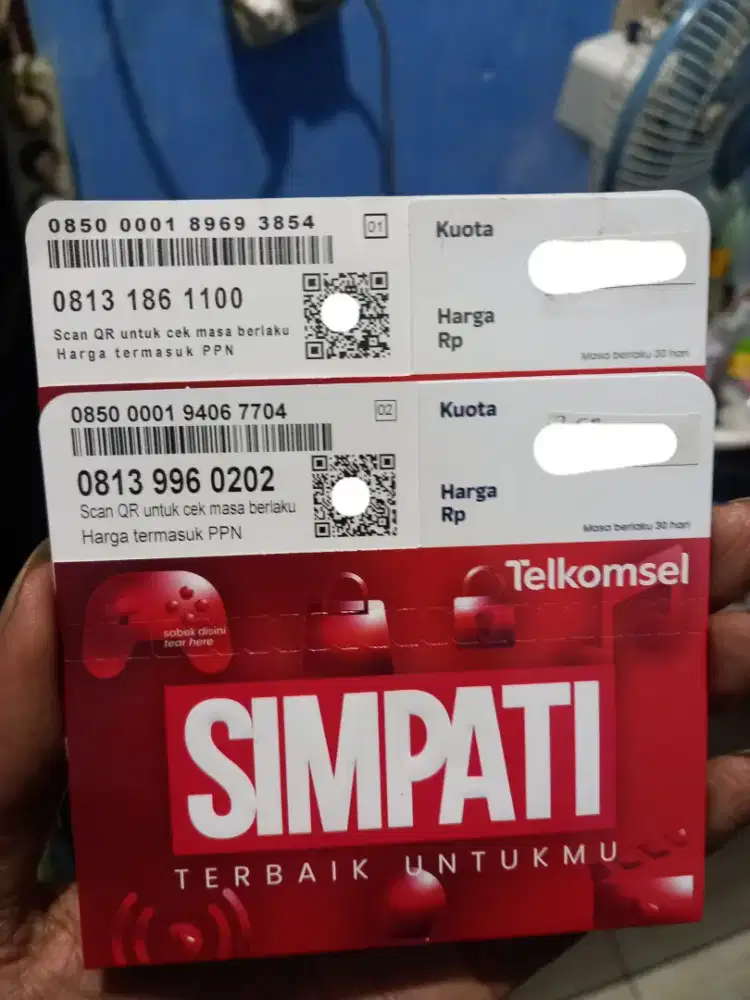 0850 0001 8969 3854
01
0813 186 1100
Scan QR untuk cek masa berlaku
Harga termasuk PPN
Kuota
Harga
Rp
Masa berlaku 30 hari
0850 0001 9406 7704
02
0813 996 0202
Scan QR untuk cek masa berlaku
Harga termasuk PPN
Kuota
Harga
Rp
Masa berlaku 30 hari
Telkomsel
sobek disini
tear here
SIMPATI
TERBAIK UNTUKMU